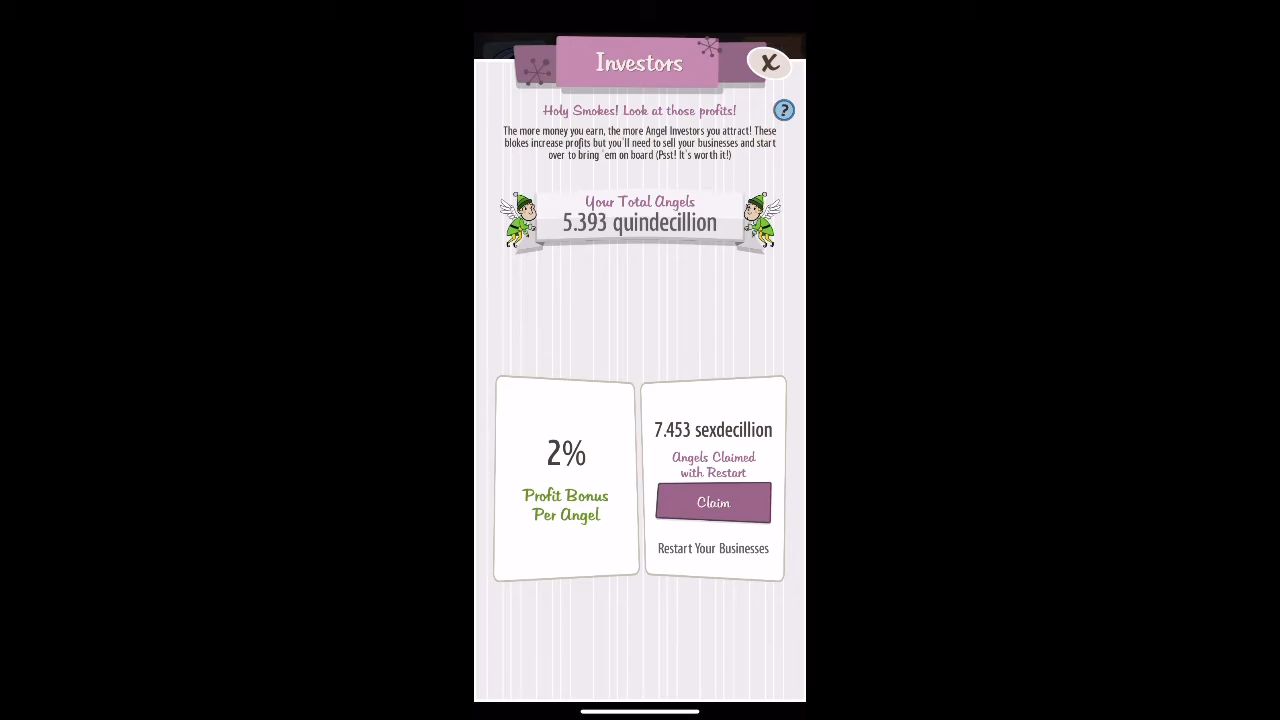 Investors
X
Holy Smokes! Look at those profits!
?
The more money you earn, the more Angel Investors you attract! These
blokes increase profits but you'll need to sell your businesses and start
over to bring 'em on board (Psst! It's worth it!)
Your Total Angels
5.393 quindecillion
2%
Profit Bonus
Per Angel
7.453 sexdecillion
Angels Claimed
with Restart
Claim
Restart Your Businesses